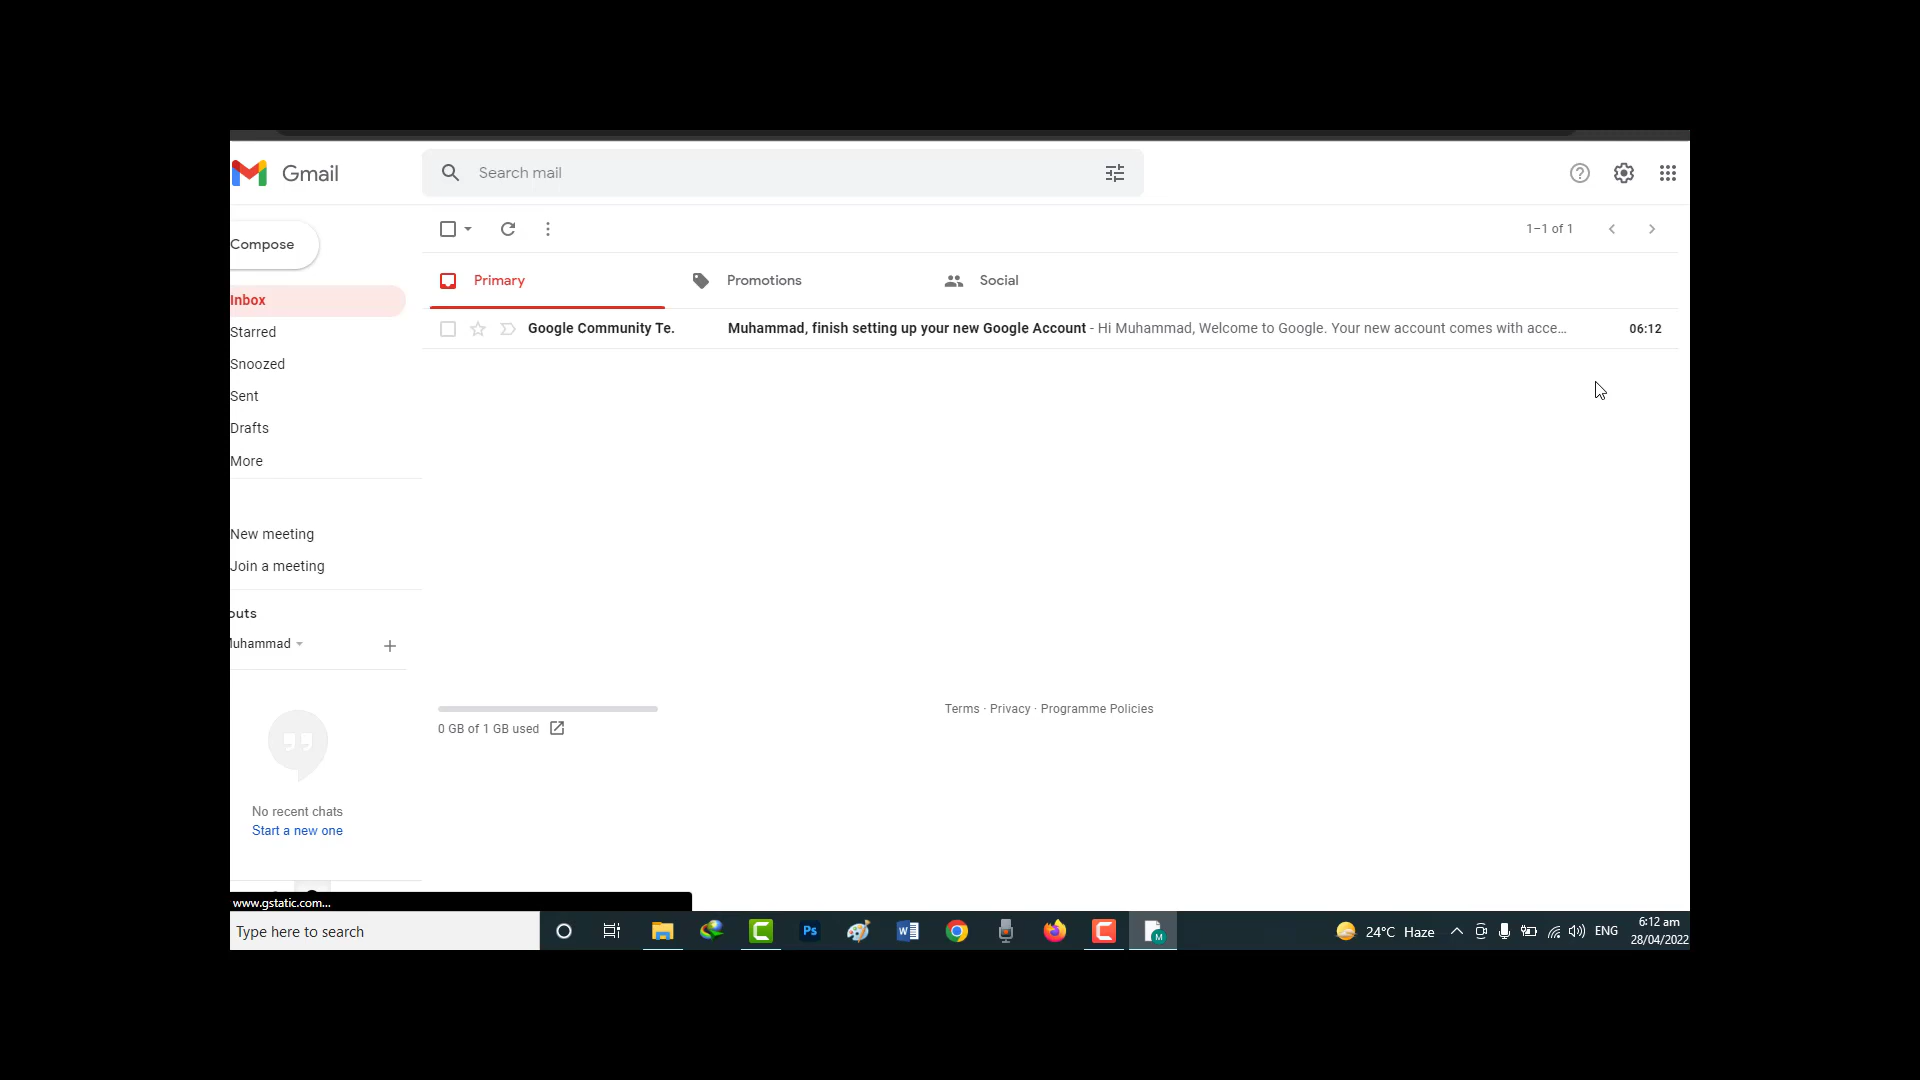 Gmail
Search mail
Compose
1–1 of 1
Inbox
Primary
Promotions
Social
Starred
Google Community Te. Muhammad, finish setting up your new Google Account - Hi Muhammad, Welcome to Google. Your new account comes with acce... 06:12
Snoozed
Sent
Drafts
More
New meeting
Join a meeting
outs
uhammad
0 GB of 1 GB used
Terms · Privacy · Programme Policies
No recent chats
Start a new one
www.gstatic.com...
Type here to search
Ps
W
M
24°C Haze
ENG
6:12 am
28/04/2022